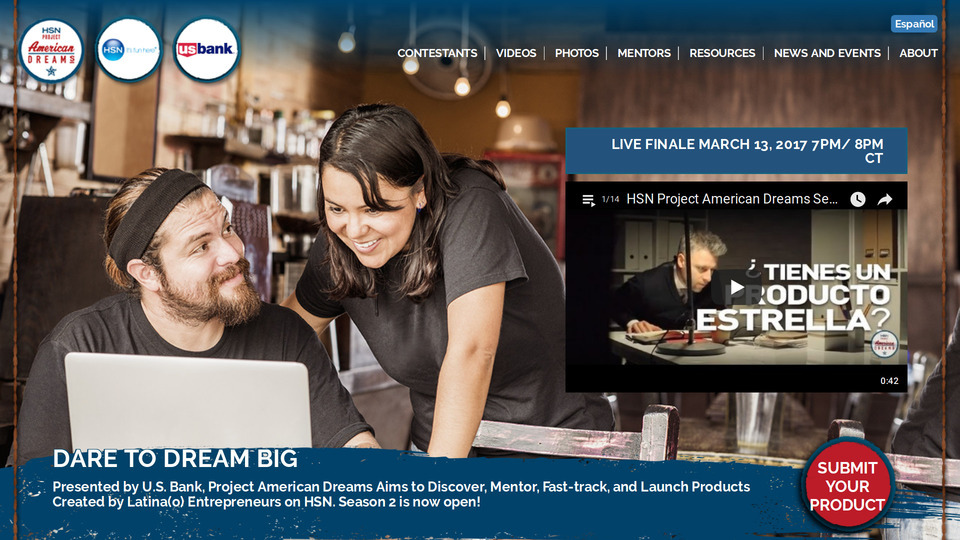 HSN
PROJECT
American
DREAMS
HSN it's fun here
usbank
Español
CONTESTANTS
VIDEOS
PHOTOS
MENTORS
RESOURCES
NEWS AND EVENTS
ABOUT
LIVE FINALE MARCH 13, 2017 7PM/ 8PM
CT
1/14 HSN Project American Dreams Se...
¿TIENES UN
PRODUCTO
ESTRELLA?
0:42
DARE TO DREAM BIG
Presented by U.S. Bank, Project American Dreams Aims to Discover, Mentor, Fast-track, and Launch Products
Created by Latina(o) Entrepreneurs on HSN. Season 2 is now open!
SUBMIT
YOUR
PRODUCT